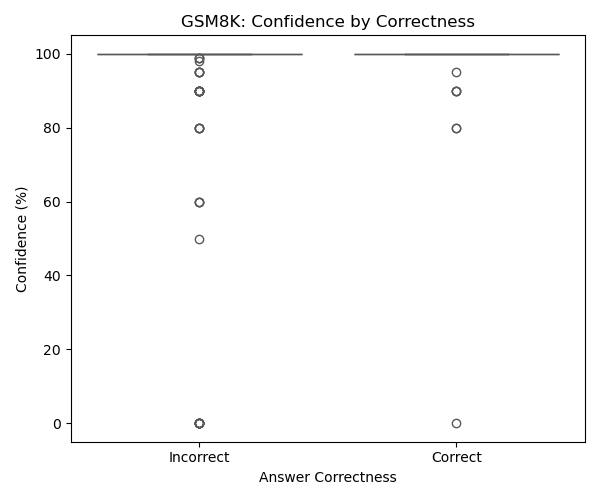 GSM8K: Confidence by Correctness
100
80
60
40
20
0
Confidence (%)
Incorrect
Correct
Answer Correctness